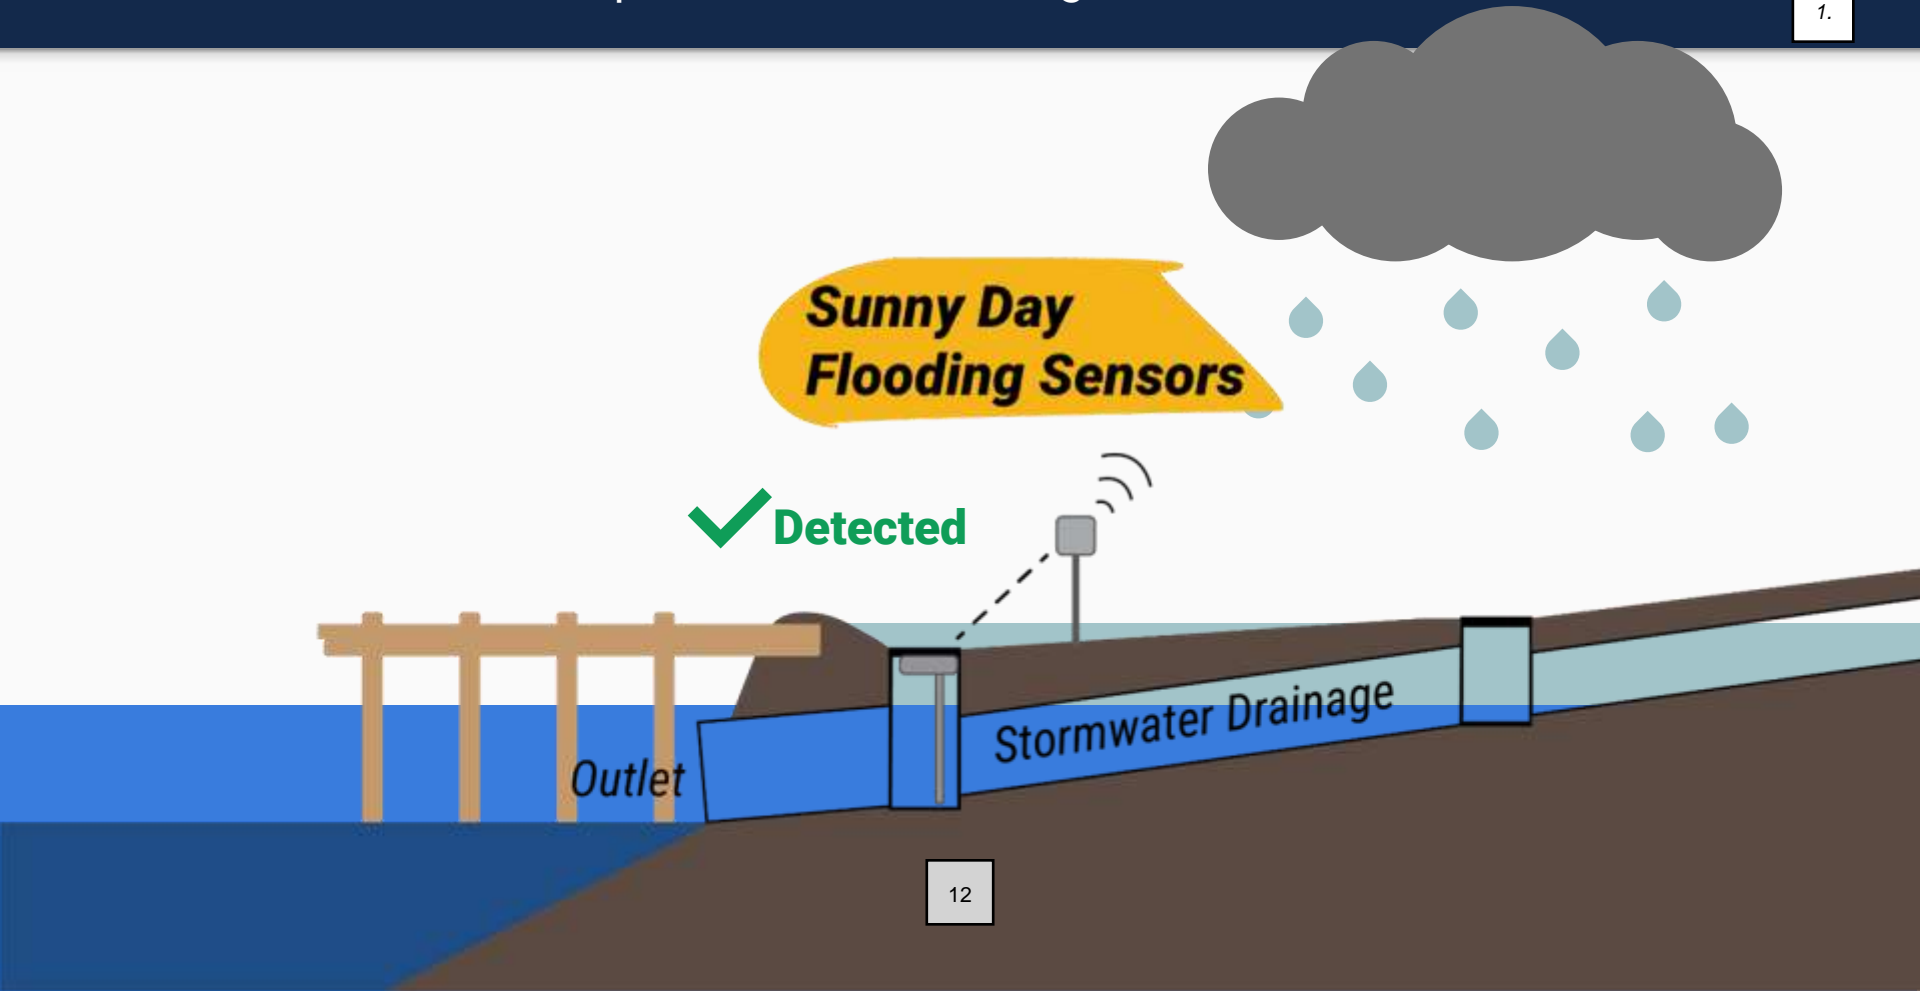 1.
Sunny Day
Flooding Sensors
Detected
Stormwater Drainage
Outlet
12